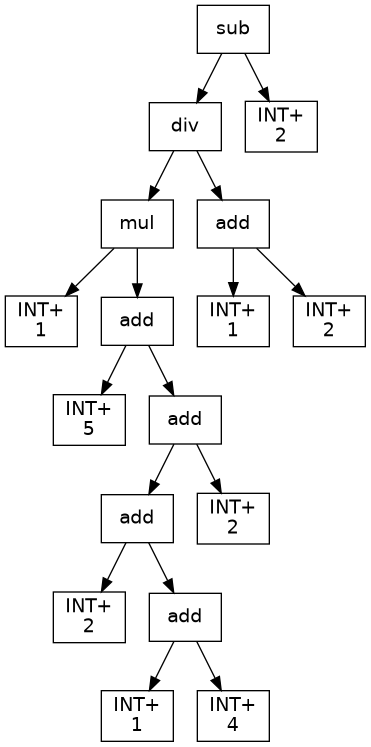 sub
div
INT+
2
mul
add
INT+
1
add
INT+
1
INT+
2
INT+
5
add
add
INT+
2
INT+
2
add
INT+
1
INT+
4